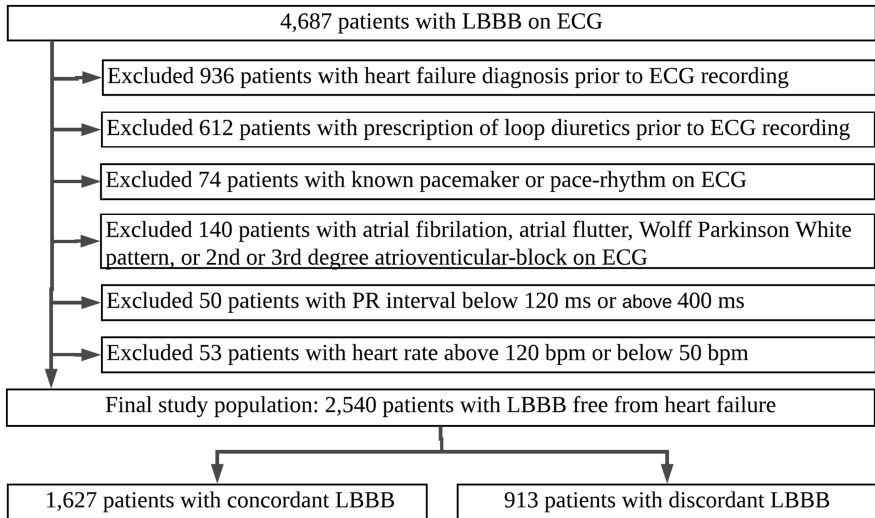 4,687 patients with LBBB on ECG
Excluded 936 patients with heart failure diagnosis prior to ECG recording
Excluded 612 patients with prescription of loop diuretics prior to ECG recording
Excluded 74 patients with known pacemaker or pace-rhythm on ECG
Excluded 140 patients with atrial fibrilation, atrial flutter, Wolff Parkinson White
pattern, or 2nd or 3rd degree atrioventicular-block on ECG
Excluded 50 patients with PR interval below 120 ms or above 400 ms
Excluded 53 patients with heart rate above 120 bpm or below 50 bpm
Final study population: 2,540 patients with LBBB free from heart failure
1,627 patients with concordant LBBB
913 patients with discordant LBBB